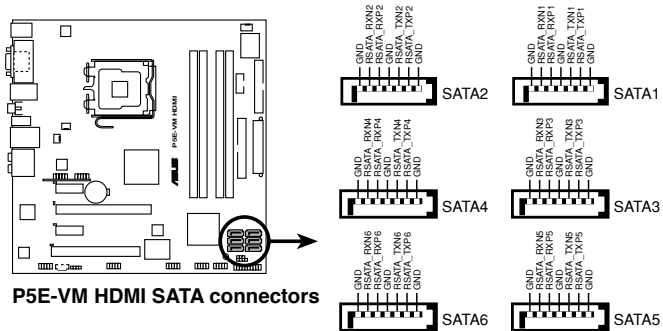 GND
RSATA_RXN2
RSATA_RXP2
GND
RSATA_TXN2
RSATA_TXP2
GND
SATA2
GND
RSATA_RXN1
RSATA_RXP1
GND
RSATA_TXN1
RSATA_TXP1
GND
SATA1
P5E-VM HDMI
ASUS
GND
RSATA_RXN4
RSATA_RXP4
GND
RSATA_TXN4
RSATA_TXP4
GND
SATA4
GND
RSATA_RXN3
RSATA_RXP3
GND
RSATA_TXN3
RSATA_TXP3
GND
SATA3
GND
RSATA_RXN6
RSATA_RXP6
GND
RSATA_TXN6
RSATA_TXP6
GND
SATA6
GND
RSATA_RXN5
RSATA_RXP5
GND
RSATA_TXN5
RSATA_TXP5
GND
SATA5
P5E-VM HDMI SATA connectors